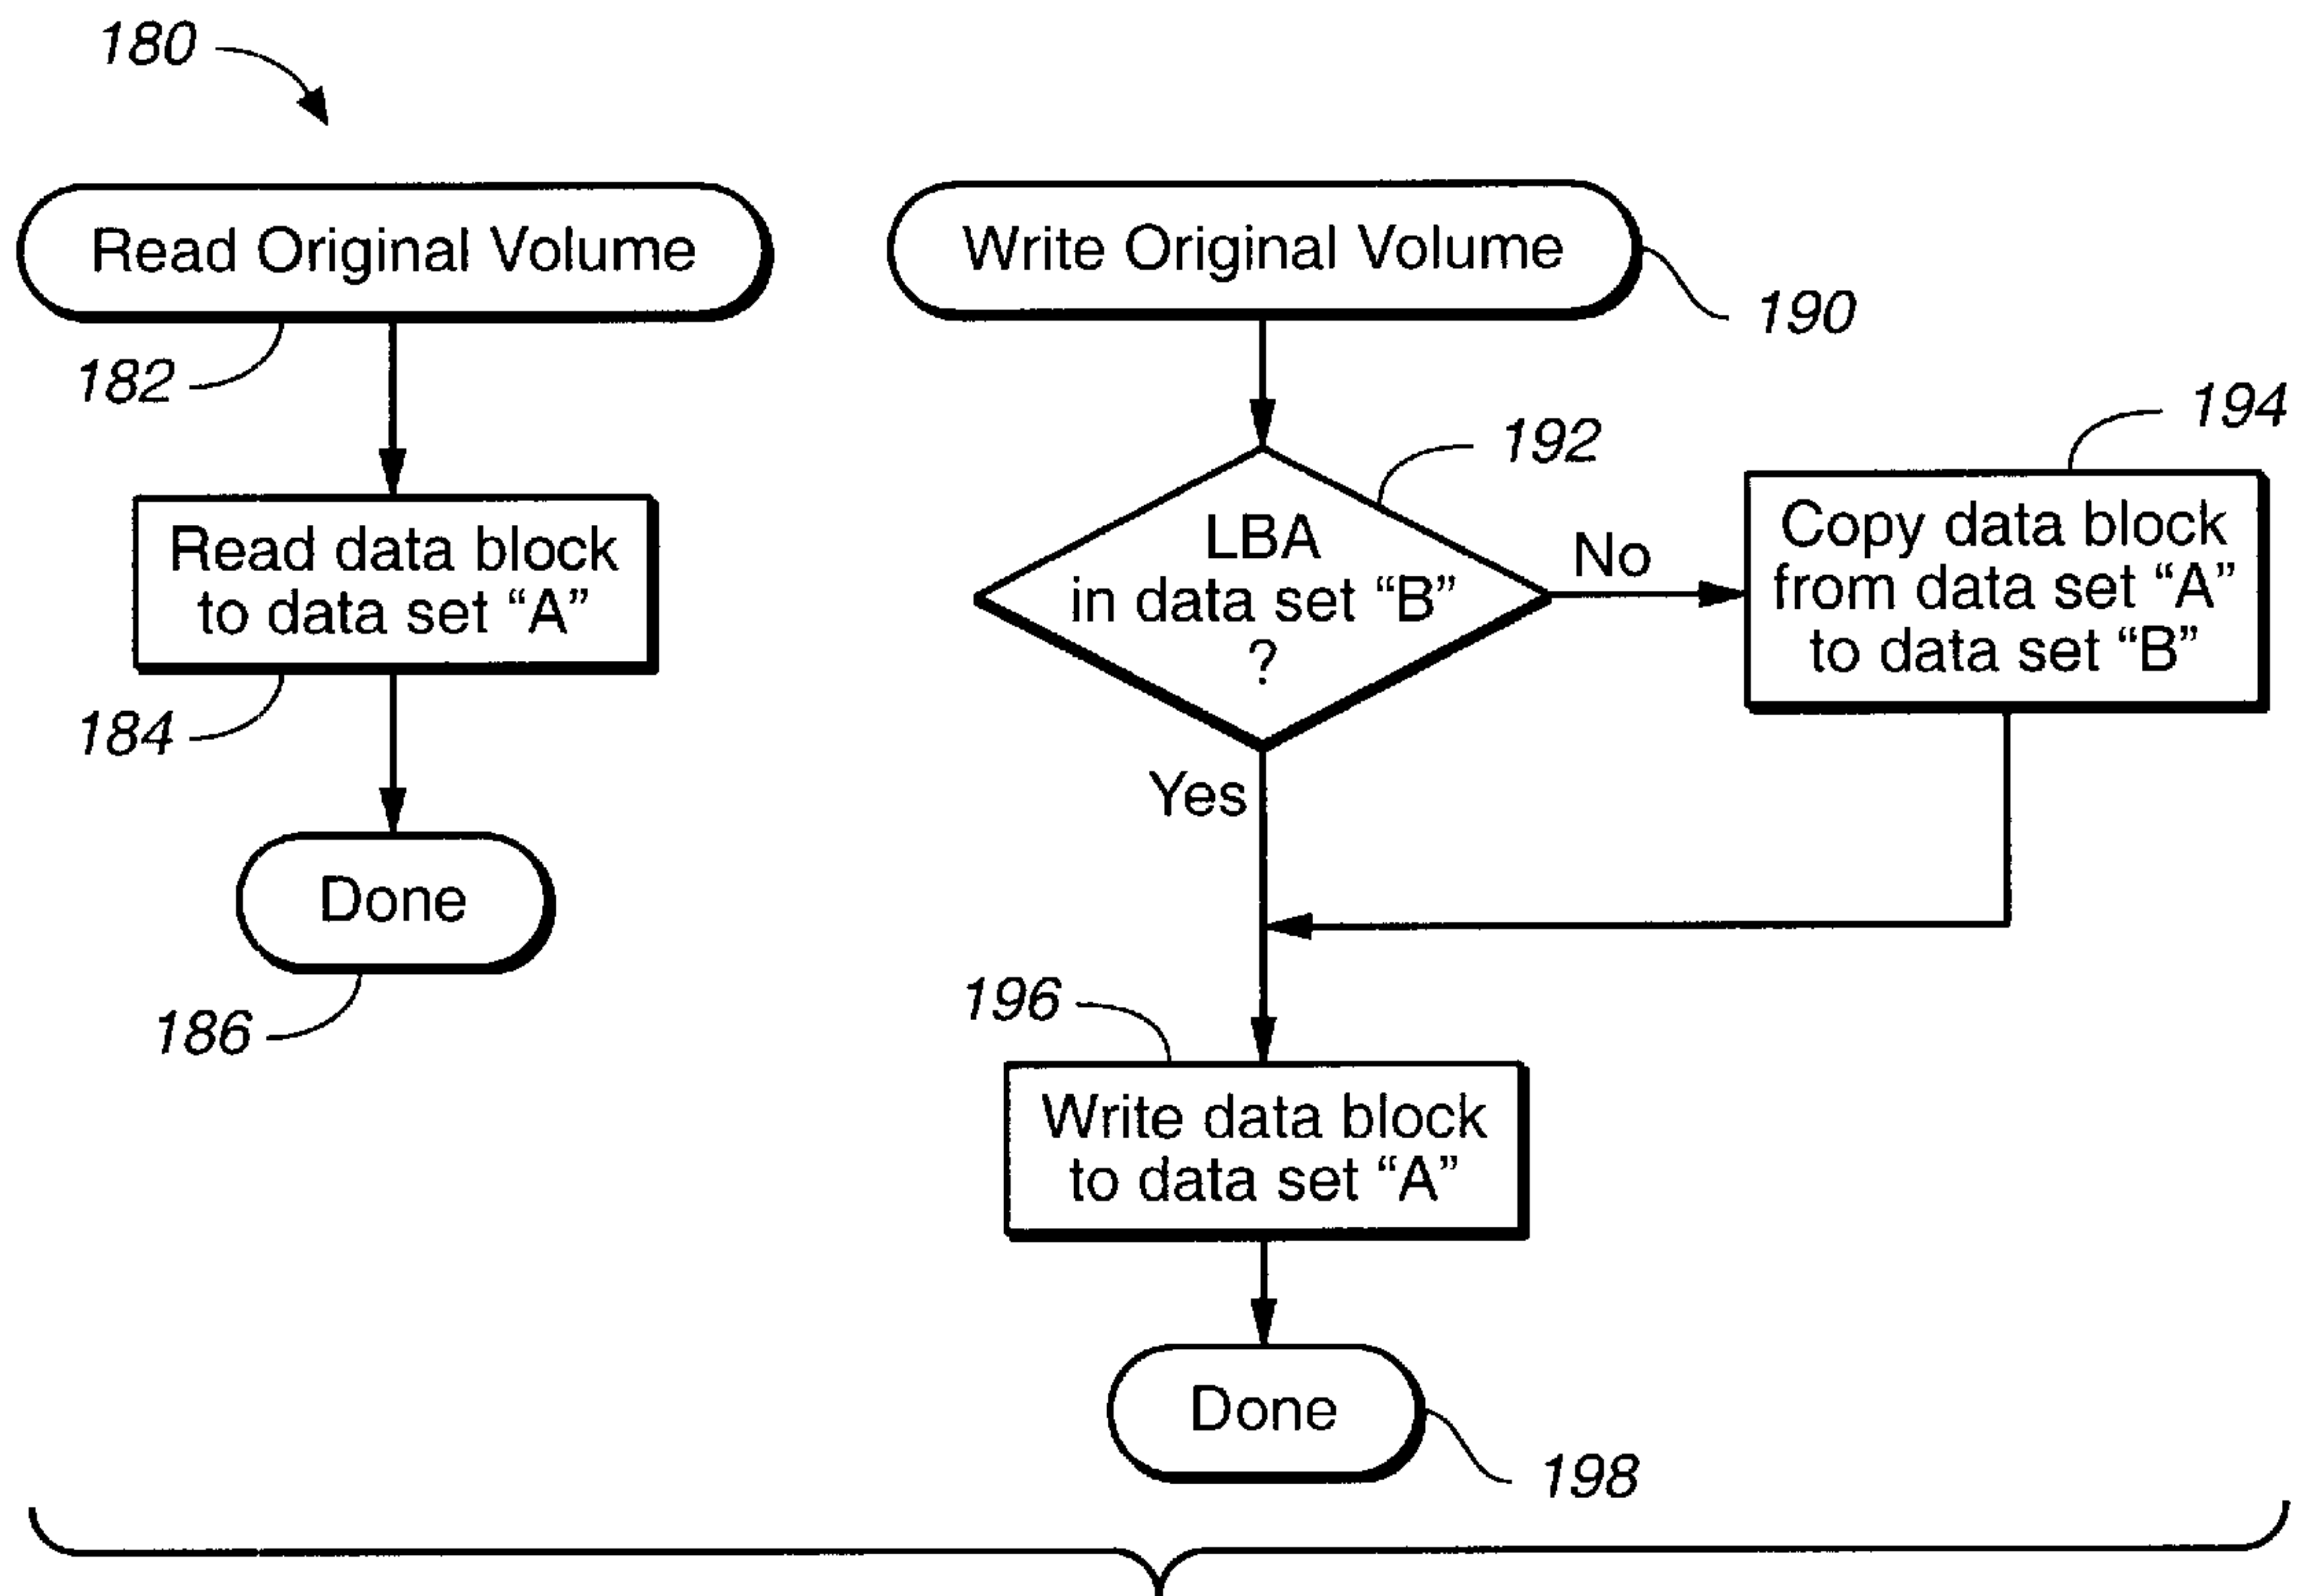 180
Read Original Volume
182
Read data block
to data set “A”
184
Done
186
Write Original Volume
190
192
LBA
in data set “B”
?
No
194
Copy data block
from data set “A”
to data set “B”
Yes
196
Write data block
to data set “A”
Done
198